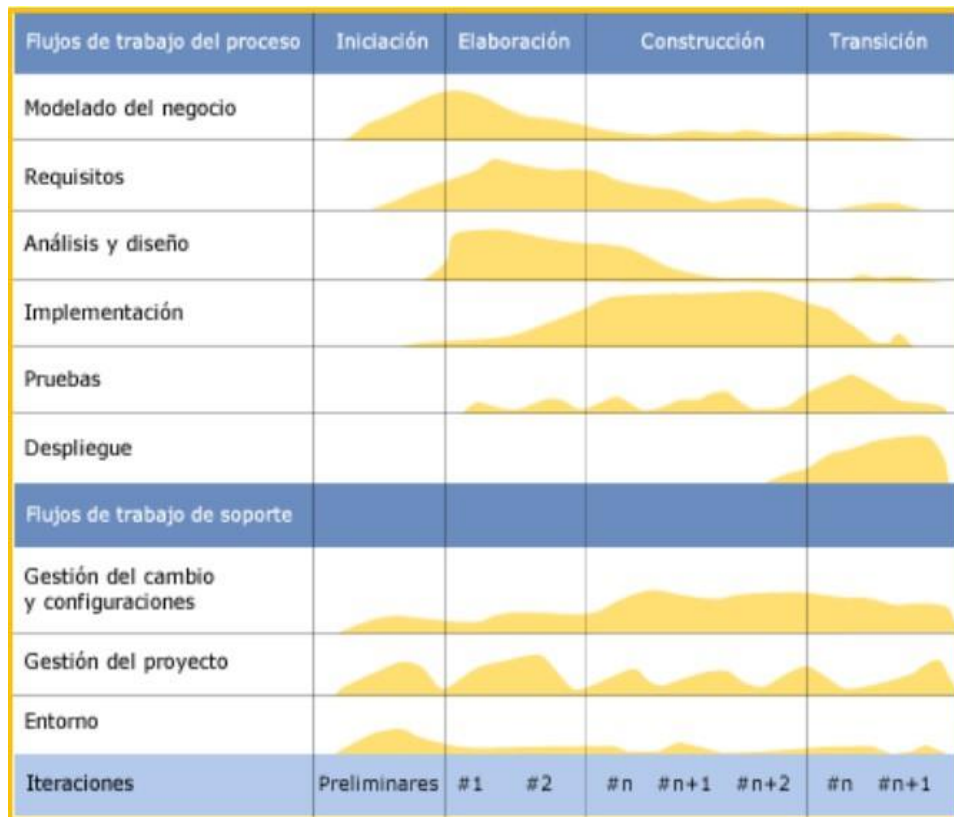 Flujos de trabajo del proceso Iniciación Elaboración Construcción Transición
Modelado del negocio
Requisitos
Análisis y diseño
Implementación
Pruebas
Despliegue
Flujos de trabajo de soporte
Gestión del cambio
y configuraciones
Gestión del proyecto
Entorno
Iteraciones Preliminares #1 #2 #n #n+1 #n+2 #n #n+1